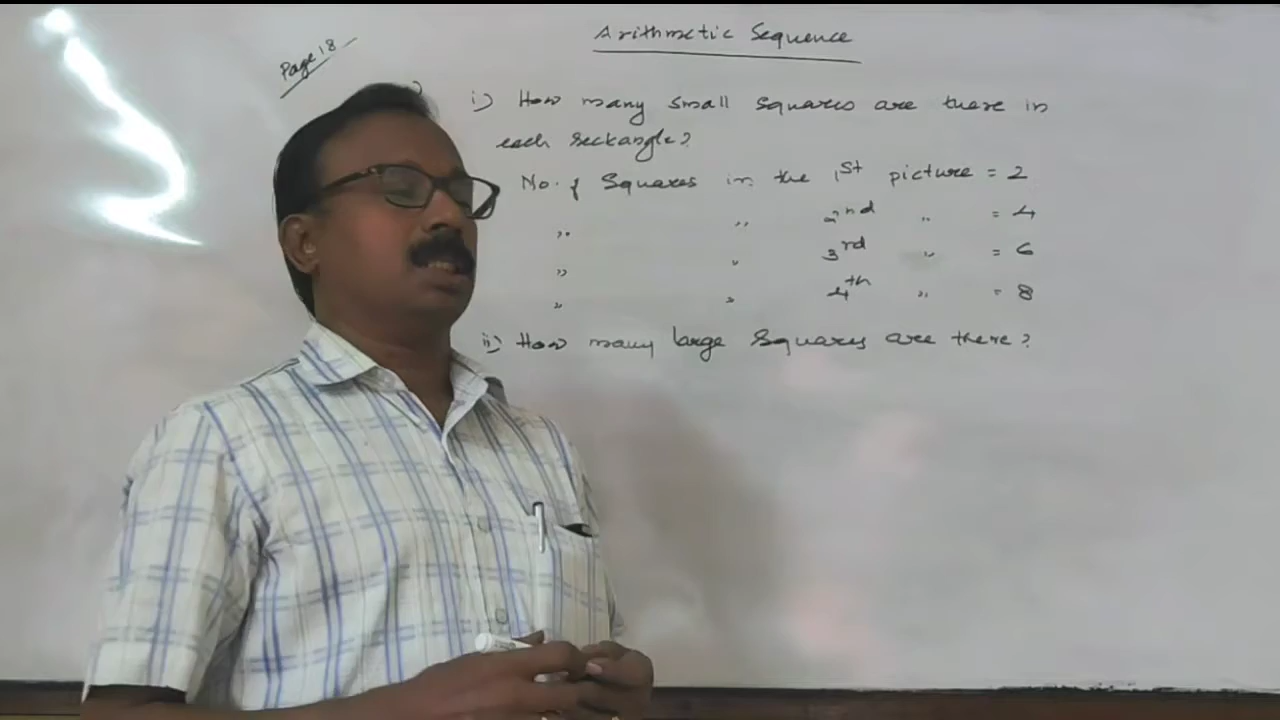 Arithmetic Sequence
Page 18
i) How many small squares are there in
each rectangle?
No. of Squares in the 1st picture = 2
" " 2nd " = 4
" " 3rd " = 6
" " 4th " = 8
ii) How many large squares are there?